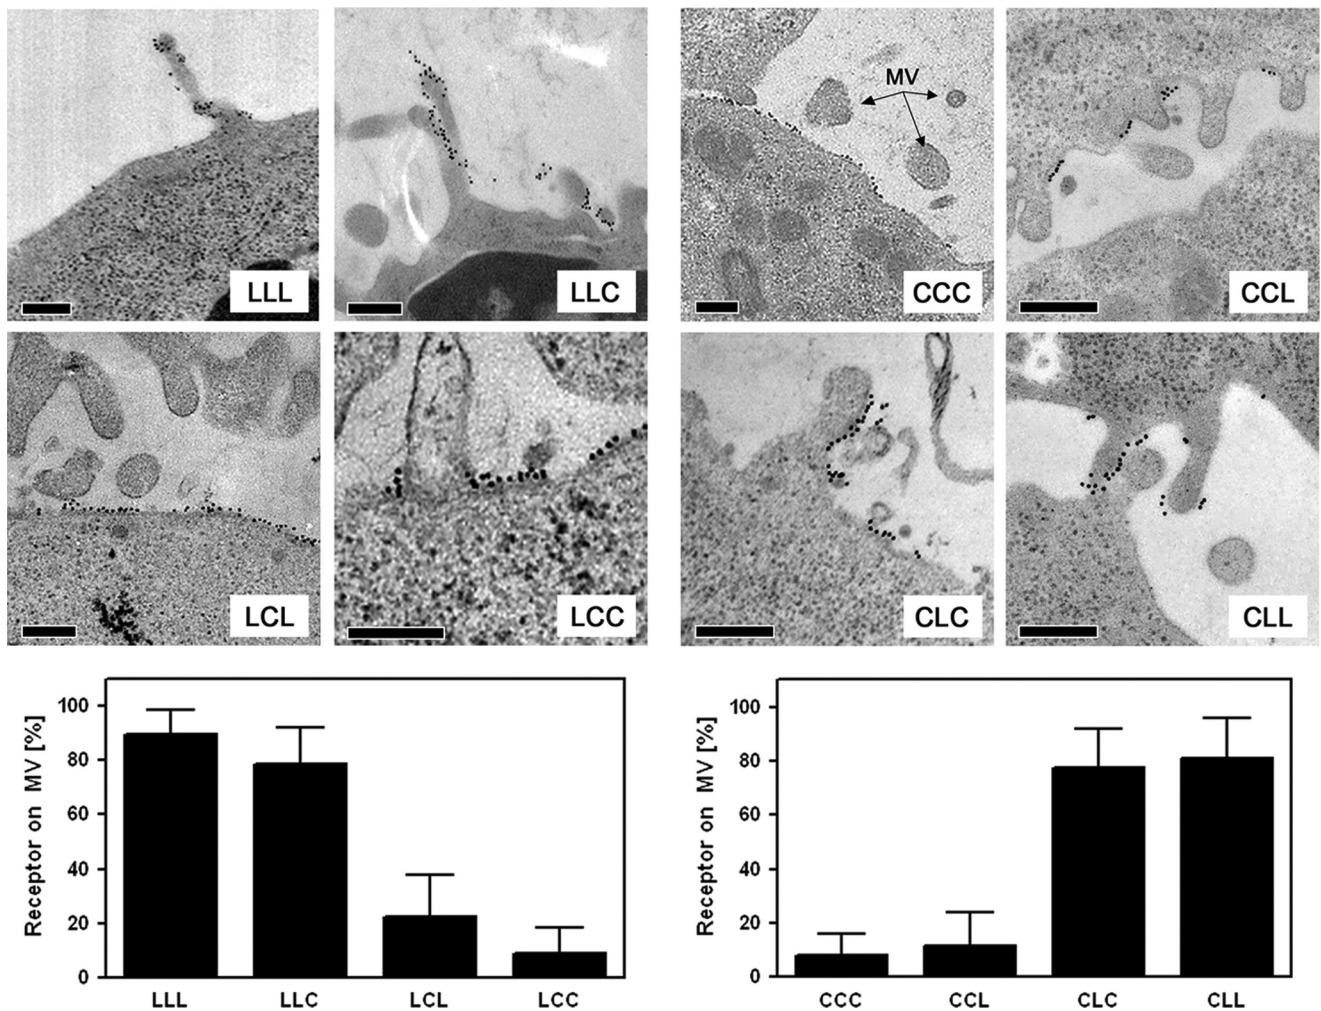 LLL
LLC
MV
CCC
CCL
LCL
LCC
CLC
CLL
Receptor on MV [%]
100
80
60
40
20
0
LLL LLC LCL LCC
Receptor on MV [%]
100
80
60
40
20
0
CCC CCL CLC CLL